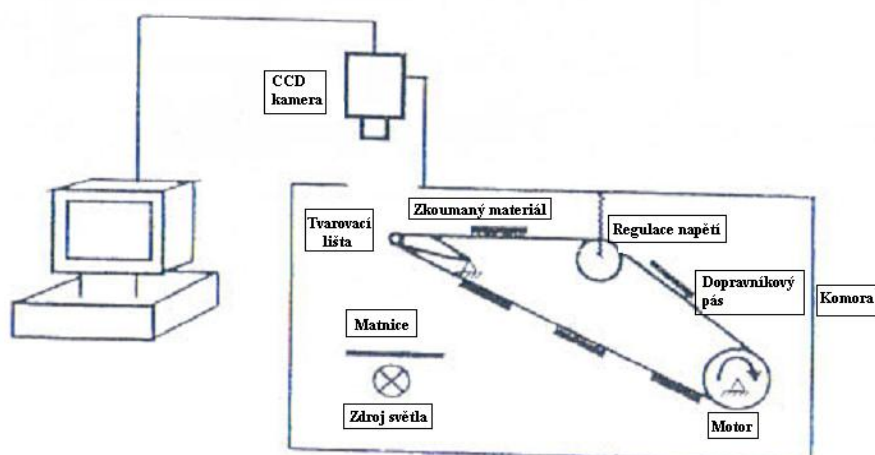 CCD
kamera
Zkoumaný materiál
Tvarovací
lišta
Regulace napětí
Dopravníkový
pás
Komora
Matnice
Zdroj světla
Motor